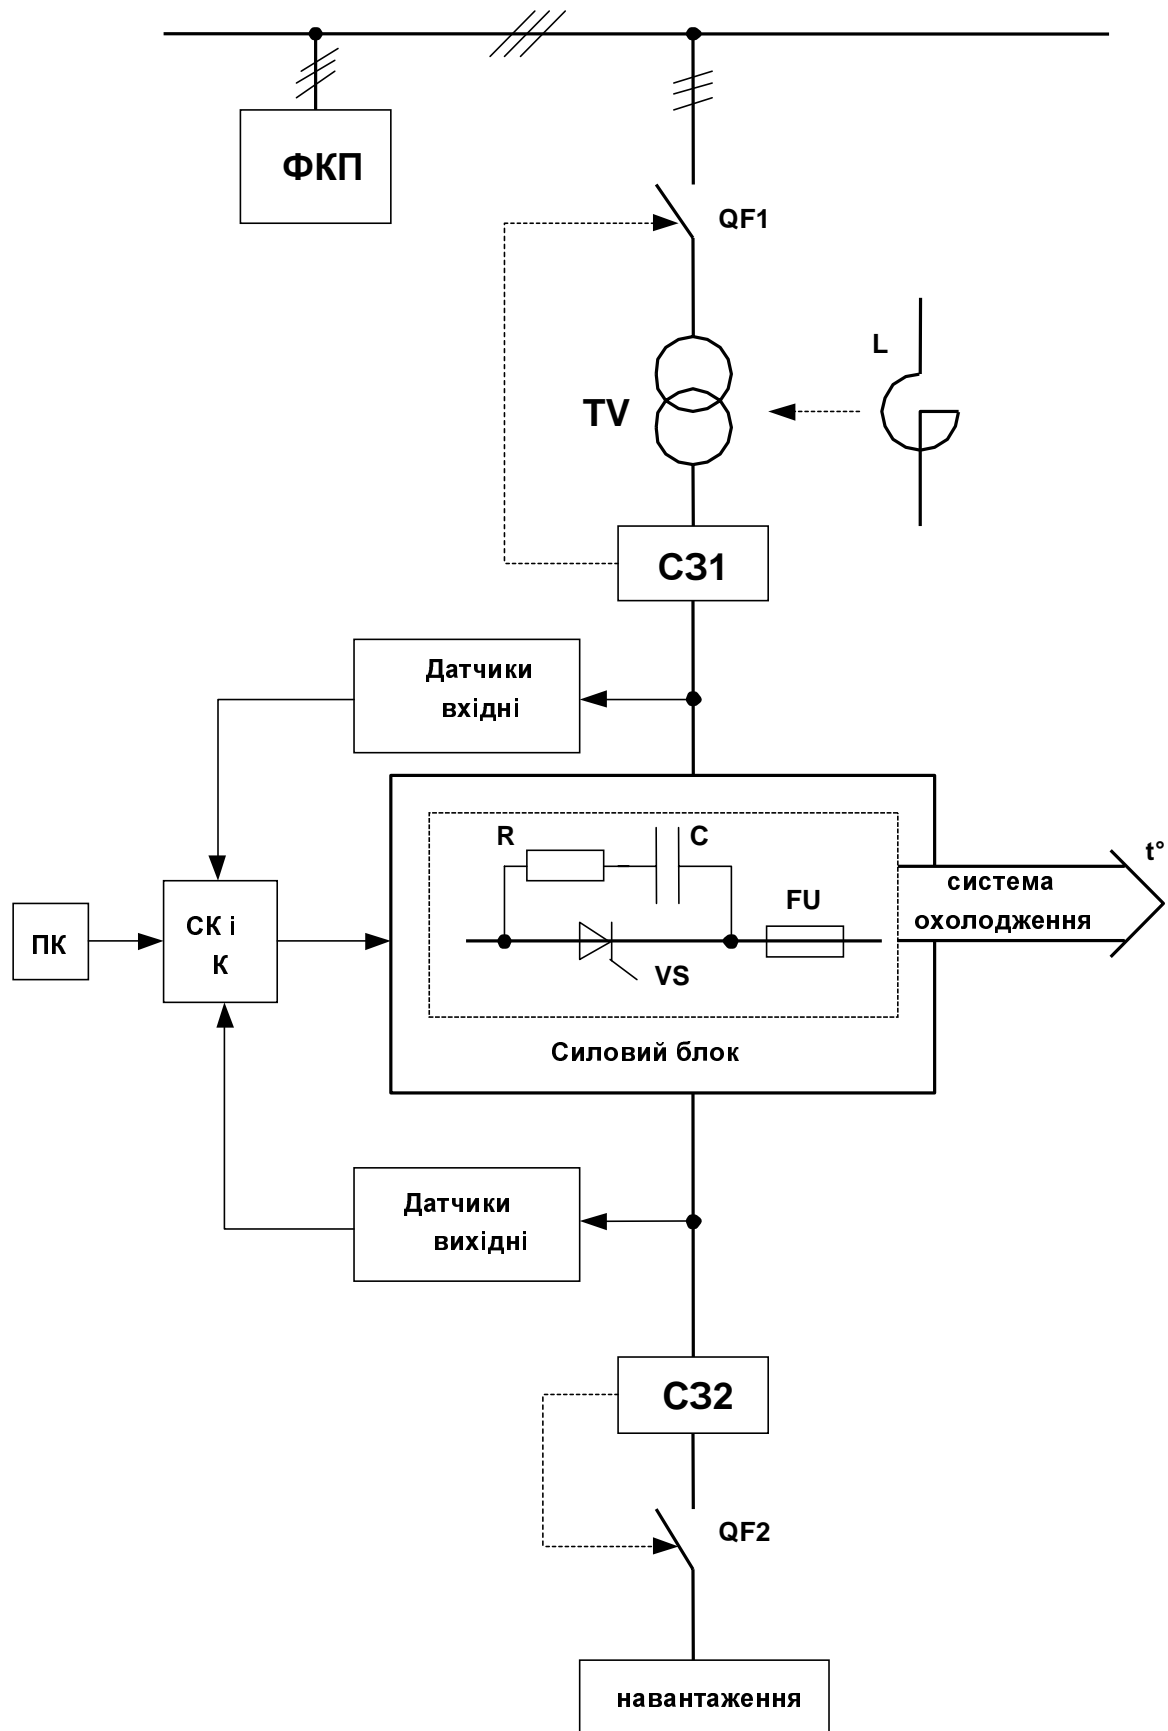 ФКП
QF1
L
TV
СЗ1
Датчики
вхідні
R
C
t°
система
FU
охолодження
СК і
К
ПК
VS
Силовий блок
Датчики
вихідні
СЗ2
QF2
навантаження